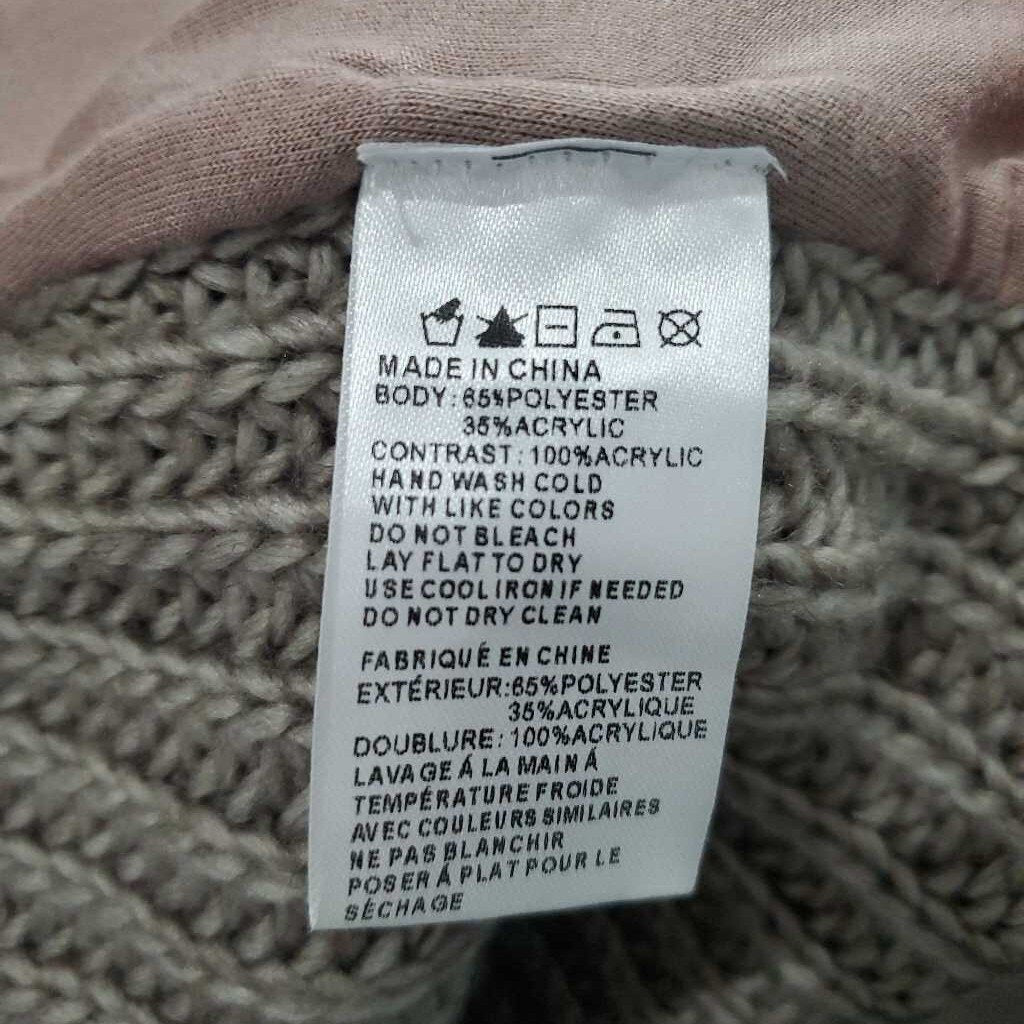 MADE IN CHINA
BODY: 65%POLYESTER
35%ACRYLIC
CONTRAST: 100%ACRYLIC
HAND WASH COLD
WITH LIKE COLORS
DO NOT BLEACH
LAY FLAT TO DRY
USE COOL IRON IF NEEDED
DO NOT DRY CLEAN
FABRIQUÉ EN CHINE
EXTÉRIEUR:65%POLYESTER
35%ACRYLIQUE
DOUBLURE: 100%ACRYLIQUE
LAVAGE Á LA MAIN Á
TEMPÉRATURE FROIDE
AVEC COULEURS SIMILAIRES
NE PAS BLANCHIR
POSER Á PLAT POUR LE
SÉCHAGE